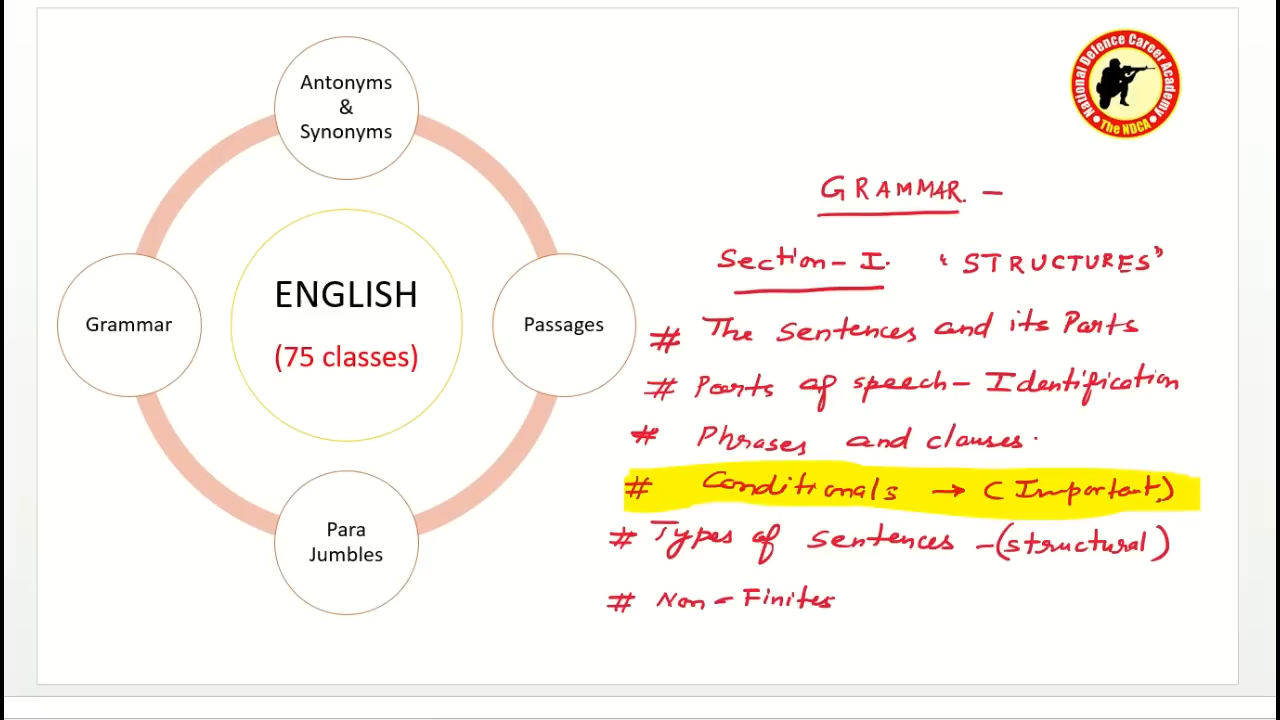 Antonyms
&
Synonyms
ENGLISH
(75 classes)
Grammar
Passages
Para
Jumbles
National Defence Career Academy
The NDCA
GRAMMAR. -
Section - I. "STRUCTURES"
# The Sentences and its Parts
# Parts of speech - Identification
# Phrases and clauses.
# Conditionals → (Important)
# Types of sentences - (structural)
# Non - Finites